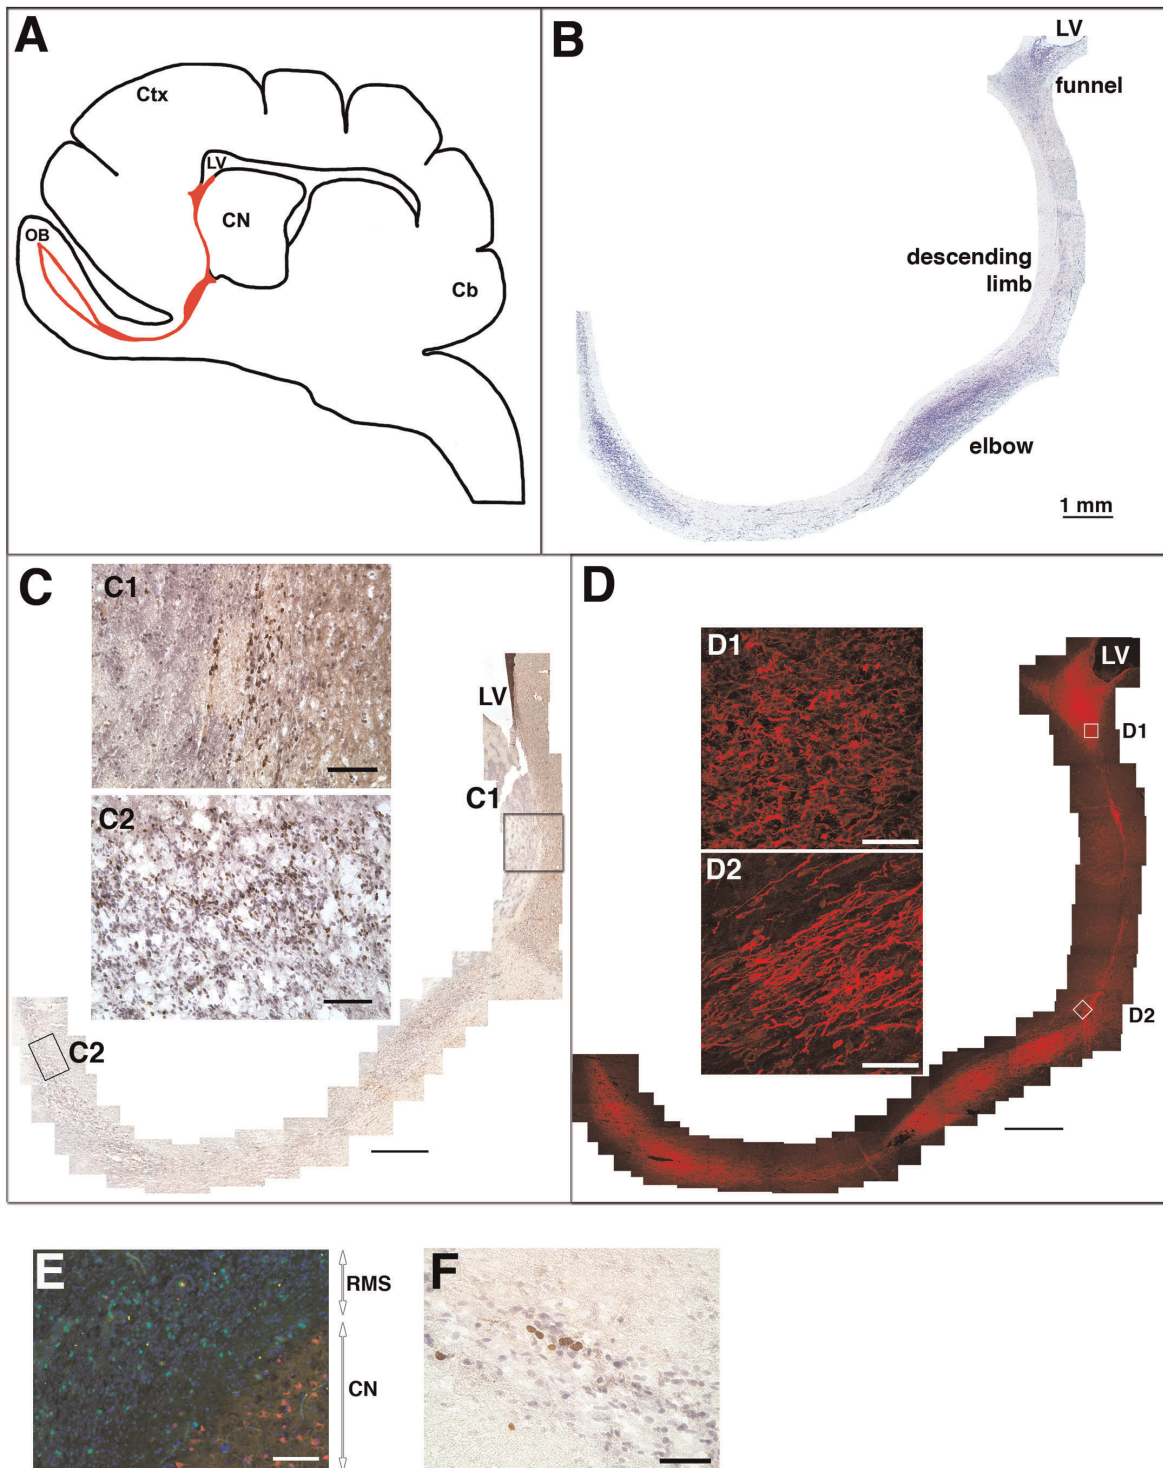 A
Ctx
LV
CN
OB
Cb
B
LV
funnel
descending
limb
elbow
1 mm
C
C1
C2
LV
C1
C2
D
D1
D2
LV
D1
D2
E
RMS
CN
F